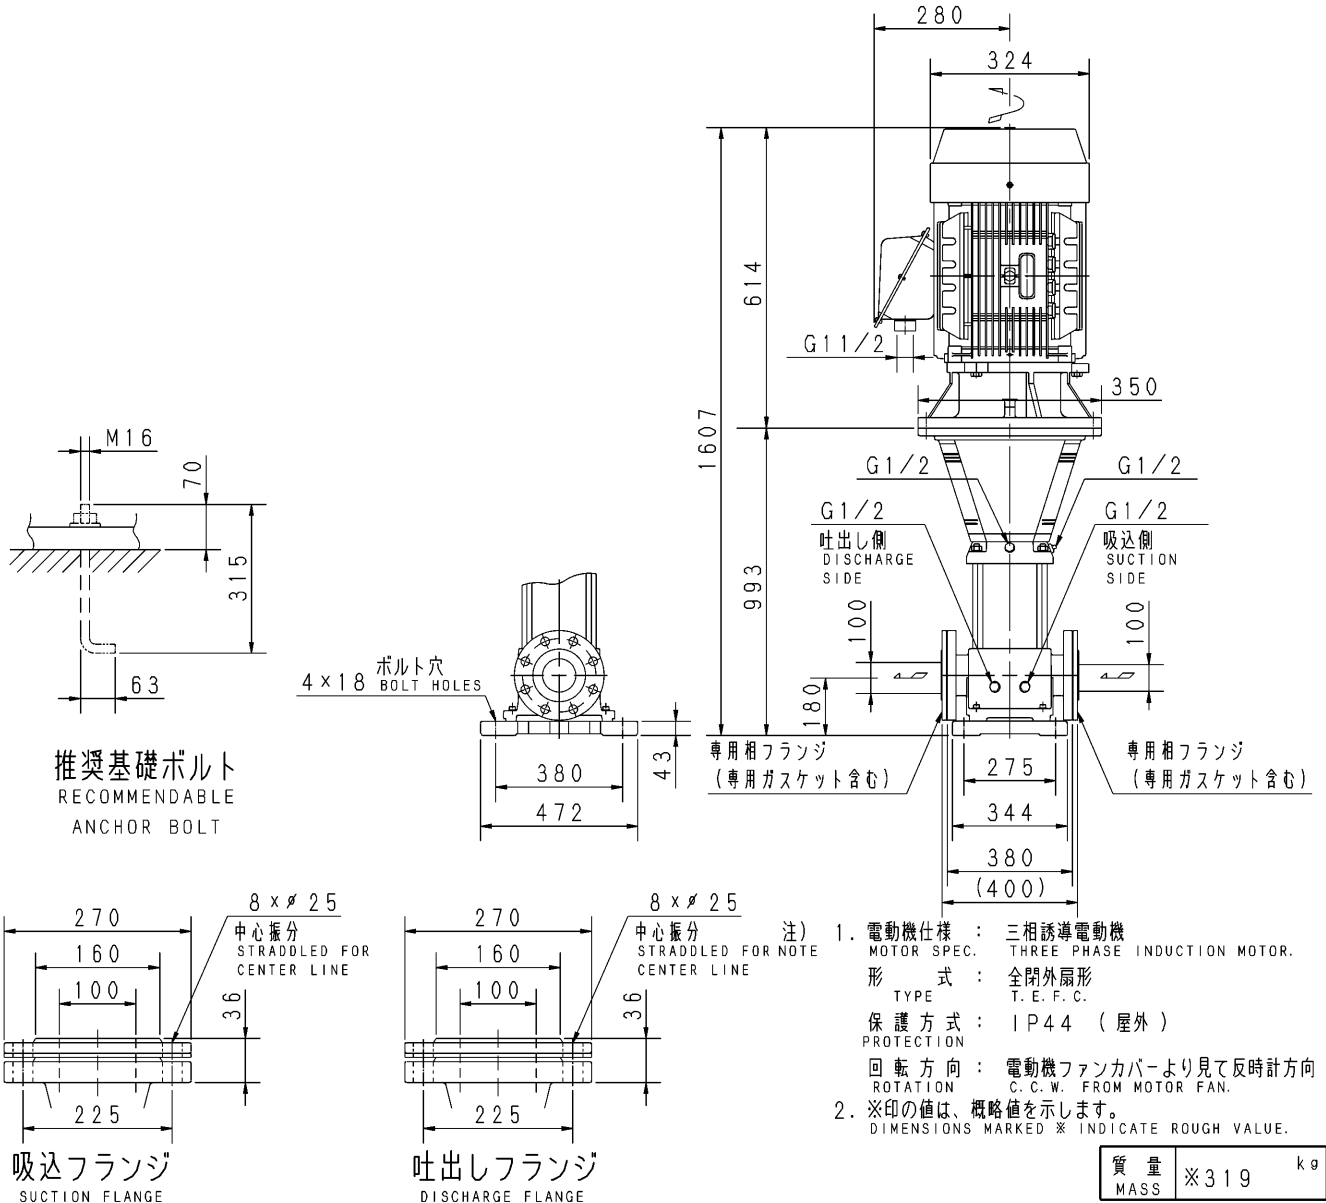 280
324
614
G11/2
350
1607
G1/2
G1/2
G1/2
吐出し側
DISCHARGE
SIDE
G1/2
吸込側
SUCTION
SIDE
993
100
100
180
専用相フランジ
(専用ガスケット含む)
専用相フランジ
(専用ガスケット含む)
275
344
380
(400)
M16
70
315
63
推奨基礎ボルト
RECOMMENDABLE
ANCHOR BOLT
ボルト穴
4×18 BOLT HOLES
43
380
472
270
160
100
36
8×ø25
中心振分
STRADDLED FOR
CENTER LINE
225
吸込フランジ
SUCTION FLANGE
270
160
100
36
8×ø25
中心振分
STRADDLED FOR
CENTER LINE
225
吐出しフランジ
DISCHARGE FLANGE
注) 1. 電動機仕様 : 三相誘導電動機
NOTE MOTOR SPEC. THREE PHASE INDUCTION MOTOR.
形式 : 全閉外扇形
TYPE T.E.F.C.
保護方式 : IP44 (屋外)
PROTECTION
回転方向 : 電動機ファンカバーより見て反時計方向
ROTATION C.C.W. FROM MOTOR FAN.
2. ※印の値は、概略値を示します。
DIMENSIONS MARKED ※ INDICATE ROUGH VALUE.
質量 ※319 kg
MASS